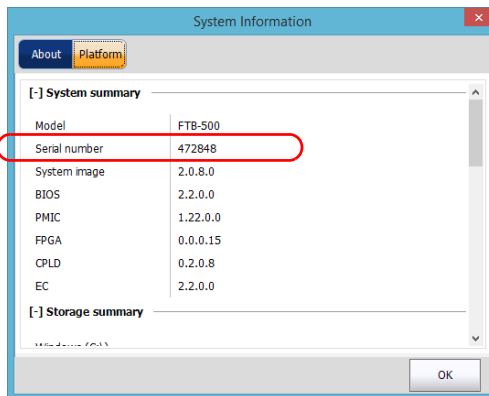 System Information
About Platform
[-] System summary
Model FTB-500
Serial number 472848
System image 2.0.8.0
BIOS 2.2.0.0
PMIC 1.22.0.0
FPGA 0.0.0.15
CPLD 0.2.0.8
EC 2.2.0.0
[-] Storage summary
OK